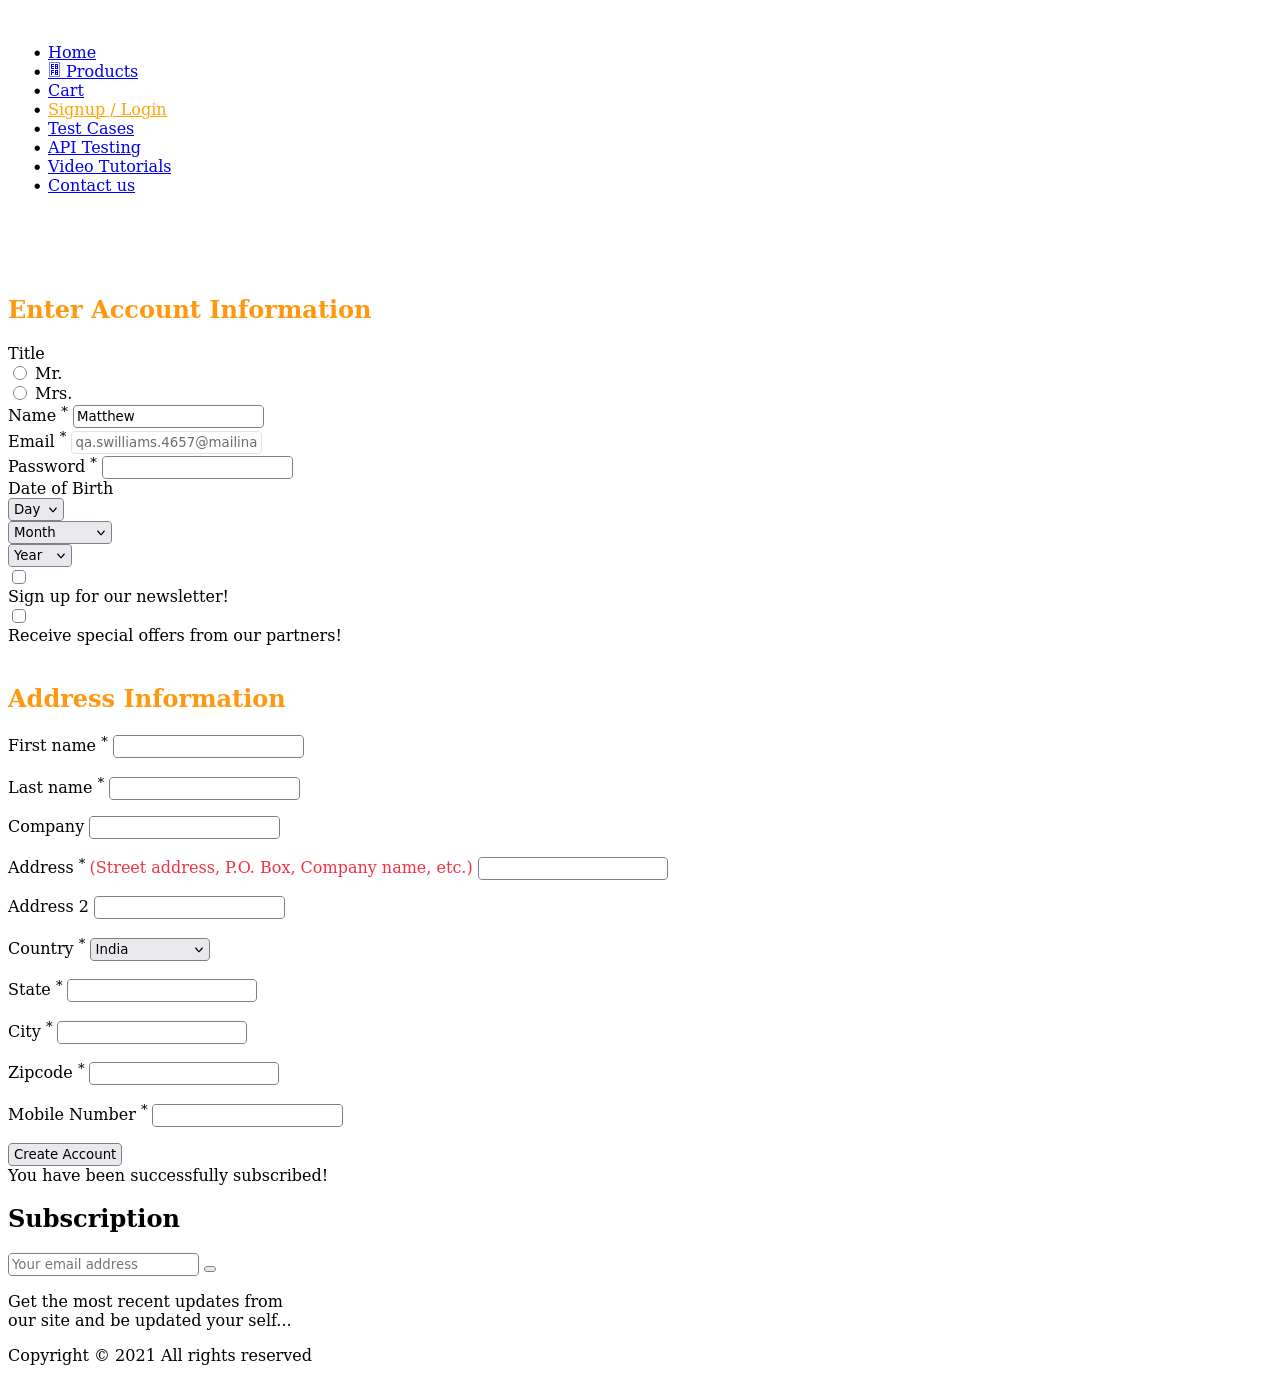 Home
Products
Cart
Signup / Login
Test Cases
API Testing
Video Tutorials
Contact us
Enter Account Information
Title
Mr.
Mrs.
Name * Matthew
Email * qa.swilliams.4657@mailina
Password *
Date of Birth
Day
Month
Year
Sign up for our newsletter!
Receive special offers from our partners!
Address Information
First name *
Last name *
Company
Address * (Street address, P.O. Box, Company name, etc.)
Address 2
Country * India
State *
City *
Zipcode *
Mobile Number *
Create Account
You have been successfully subscribed!
Subscription
Your email address
Get the most recent updates from
our site and be updated your self...
Copyright © 2021 All rights reserved